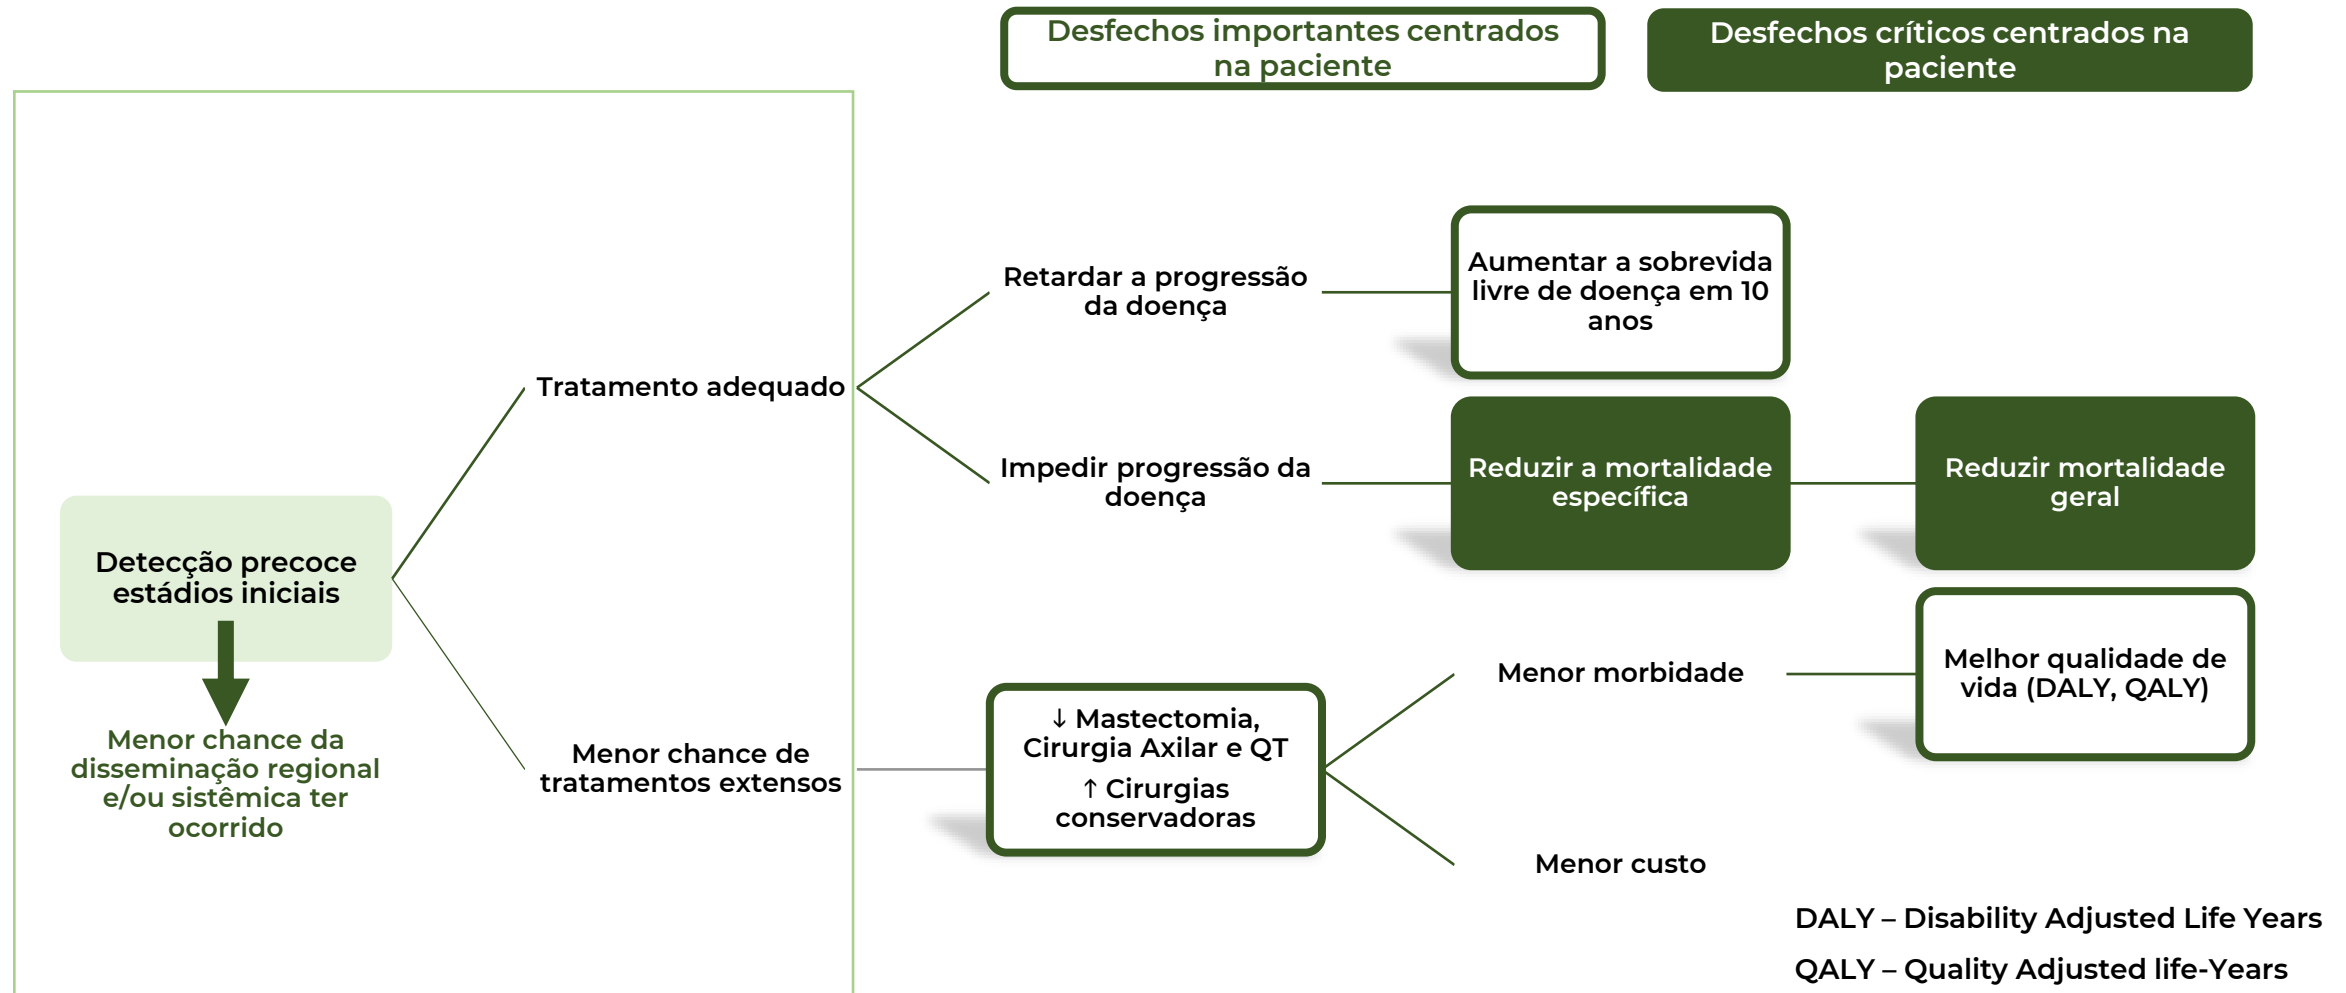 Desfechos importantes centrados
na paciente
Desfechos críticos centrados na
paciente
Retardar a progressão
da doença
Aumentar a sobrevida
livre de doença em 10
anos
Tratamento adequado
Impedir progressão da
doença
Reduzir a mortalidade
específica
Reduzir mortalidade
geral
Detecção precoce
estádios iniciais
Menor chance da
disseminação regional
e/ou sistêmica ter
ocorrido
Menor chance de
tratamentos extensos
↓ Mastectomia,
Cirurgia Axilar e QT
↑ Cirurgias
conservadoras
Menor morbidade
Melhor qualidade de
vida (DALY, QALY)
Menor custo
DALY – Disability Adjusted Life Years
QALY – Quality Adjusted life-Years